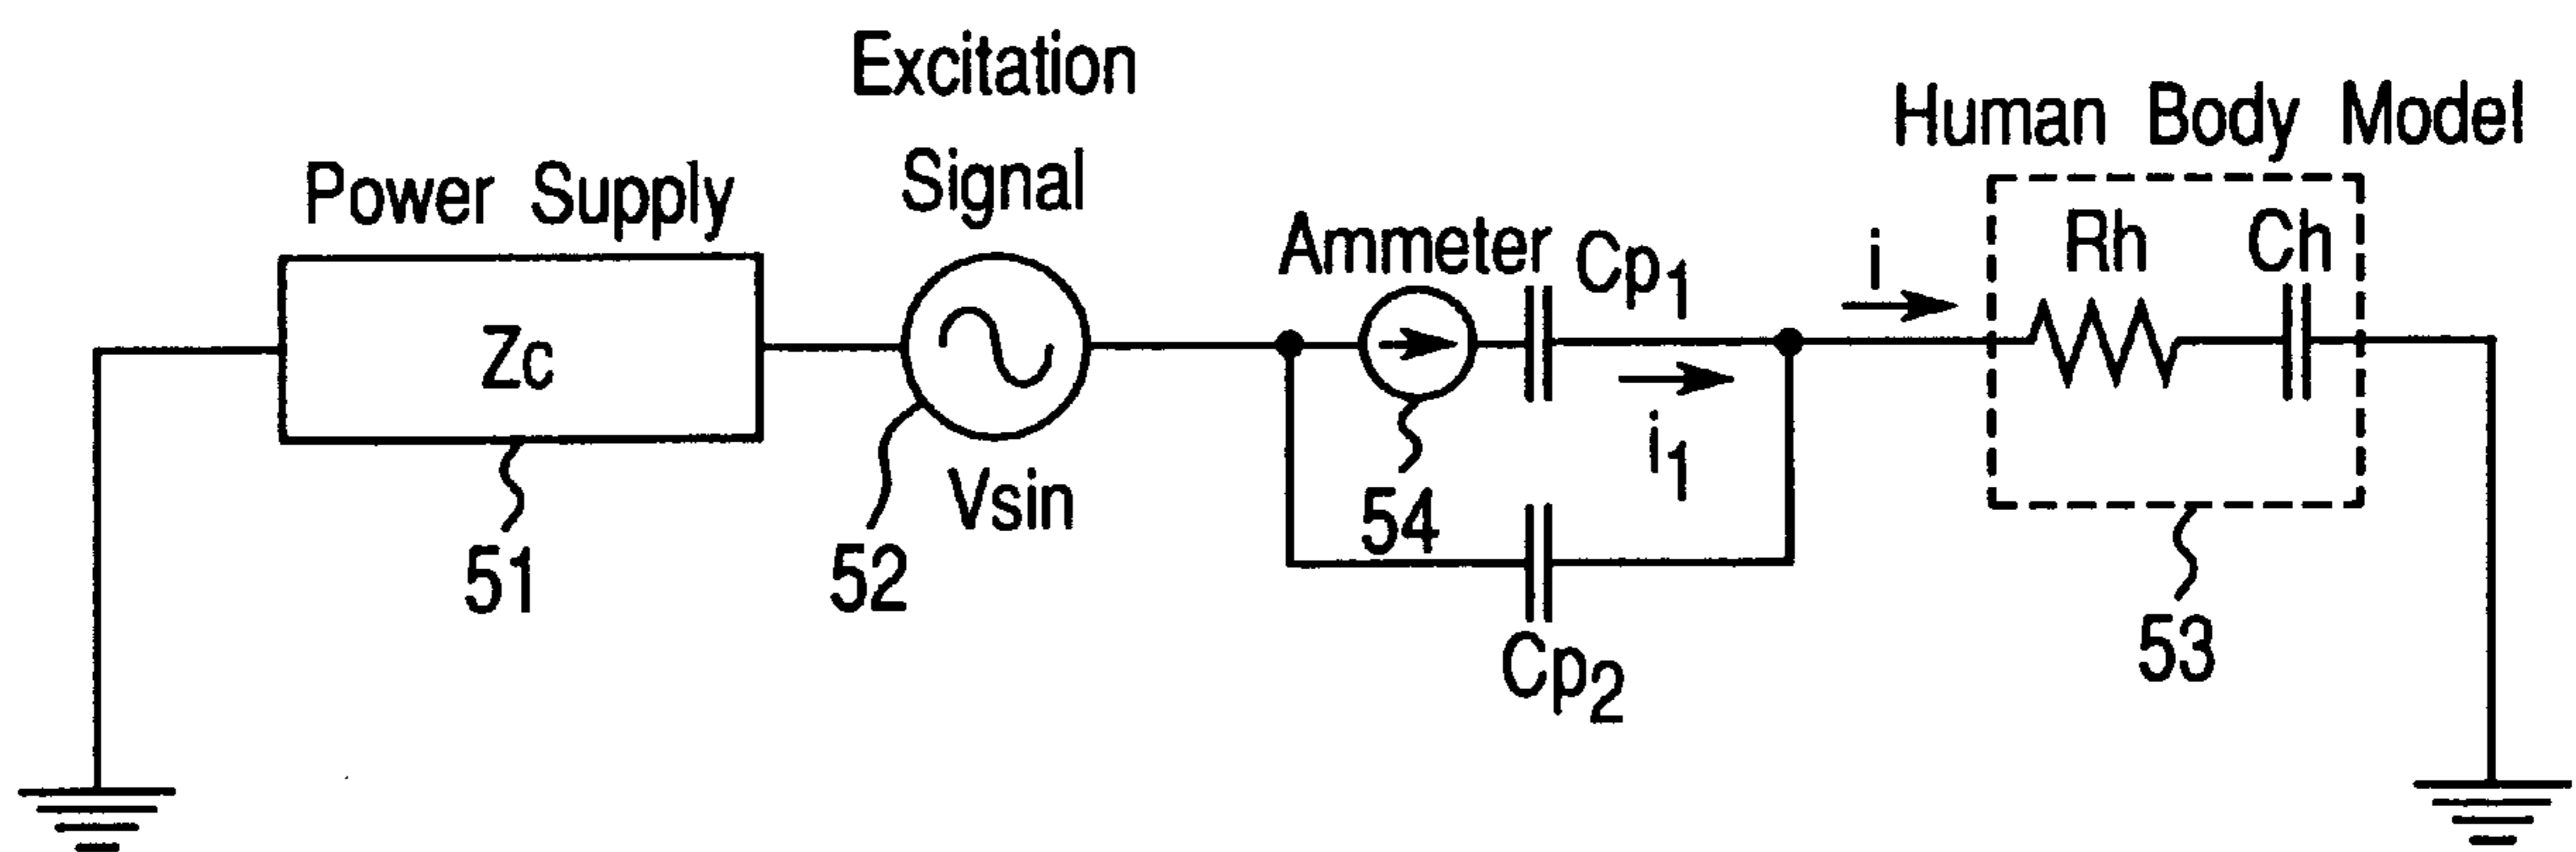 Excitation
Signal
Power Supply
Human Body Model
Zc
Vsin
Ammeter
Cp1
i
Rh
Ch
i1
51
52
54
Cp2
53